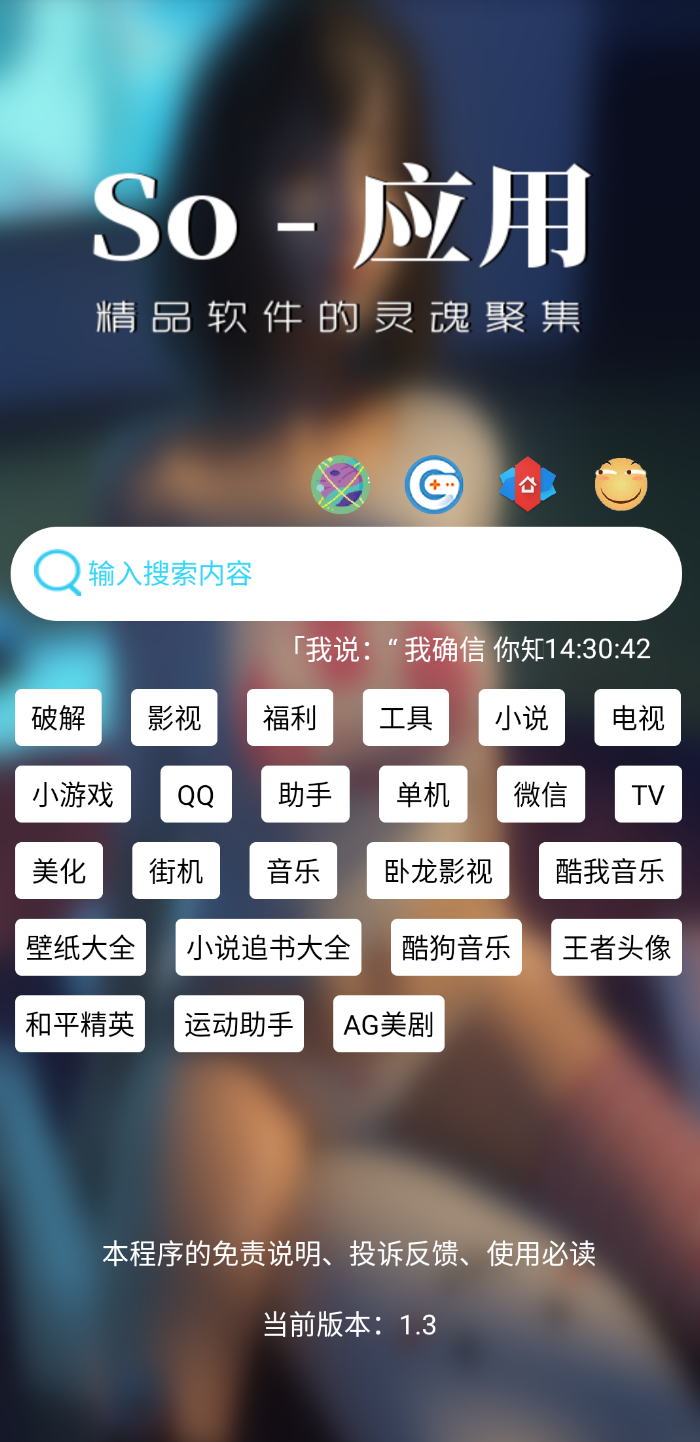 So - 应用
精品软件的灵魂聚集
输入搜索内容
「我说：“ 我确信 你知14:30:42
破解 影视 福利 工具 小说 电视
小游戏 QQ 助手 单机 微信 TV
美化 街机 音乐 卧龙影视 酷我音乐
壁纸大全 小说追书大全 酷狗音乐 王者头像
和平精英 运动助手 AG美剧
本程序的免责说明、投诉反馈、使用必读
当前版本：1.3